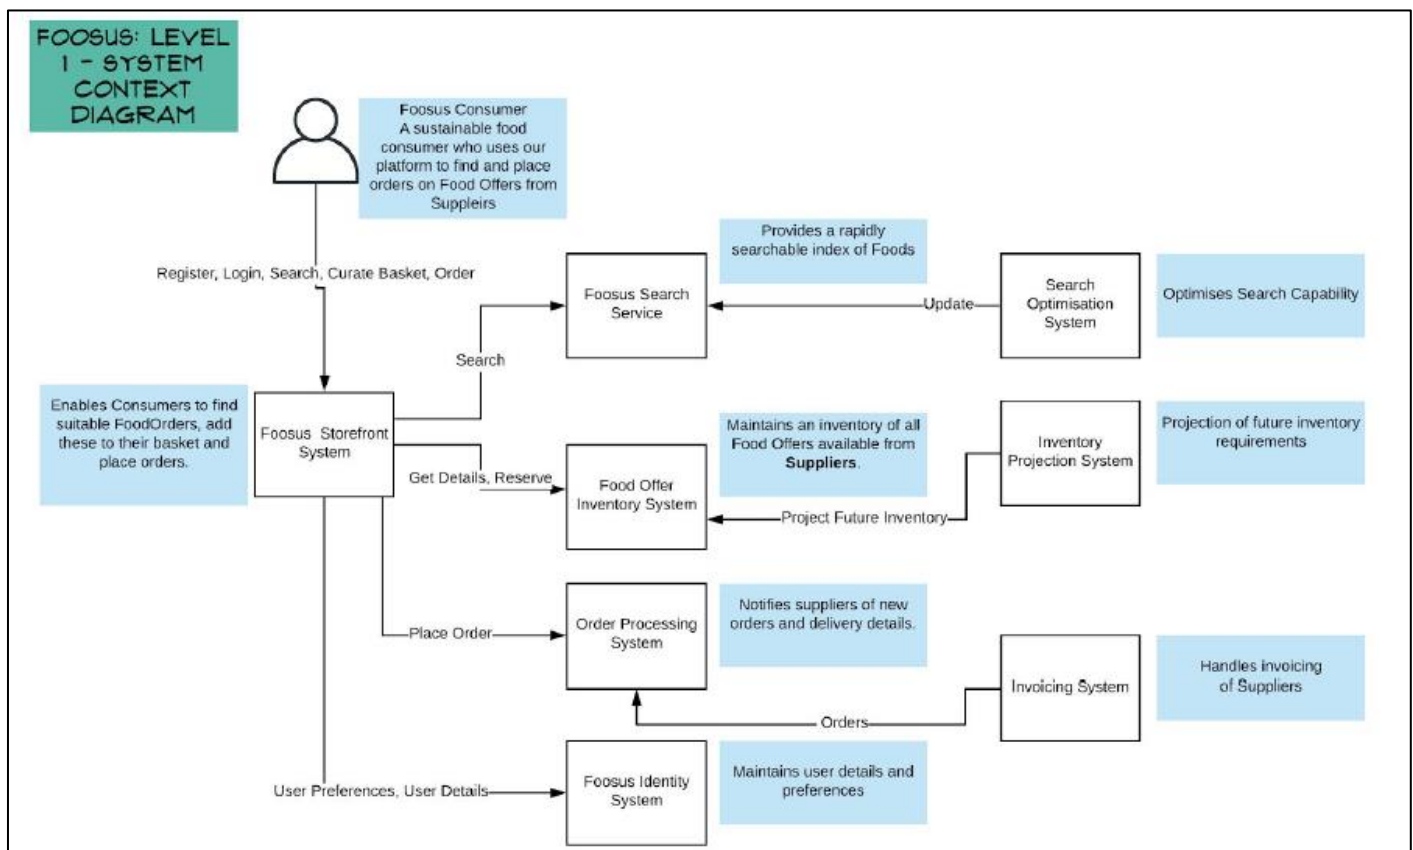 FOOSUS: LEVEL
1 - SYSTEM
CONTEXT
DIAGRAM
Foosus Consumer
A sustainable food
consumer who uses our
platform to find and place
orders on Food Offers from
Suppleirs
Register, Login, Search, Curate Basket, Order
Provides a rapidly
searchable index of Foods
Foosus Search
Service
Update
Search
Optimisation
System
Optimises Search Capability
Search
Enables Consumers to find
suitable FoodOrders, add
these to their basket and
place orders.
Foosus Storefront
System
Get Details, Reserve
Maintains an inventory of all
Food Offers available from
Suppliers.
Food Offer
Inventory System
Project Future Inventory
Inventory
Projection System
Projection of future inventory
requirements
Place Order
Order Processing
System
Notifies suppliers of new
orders and delivery details.
Invoicing System
Handles invoicing
of Suppliers
Orders
User Preferences, User Details
Foosus Identity
System
Maintains user details and
preferences